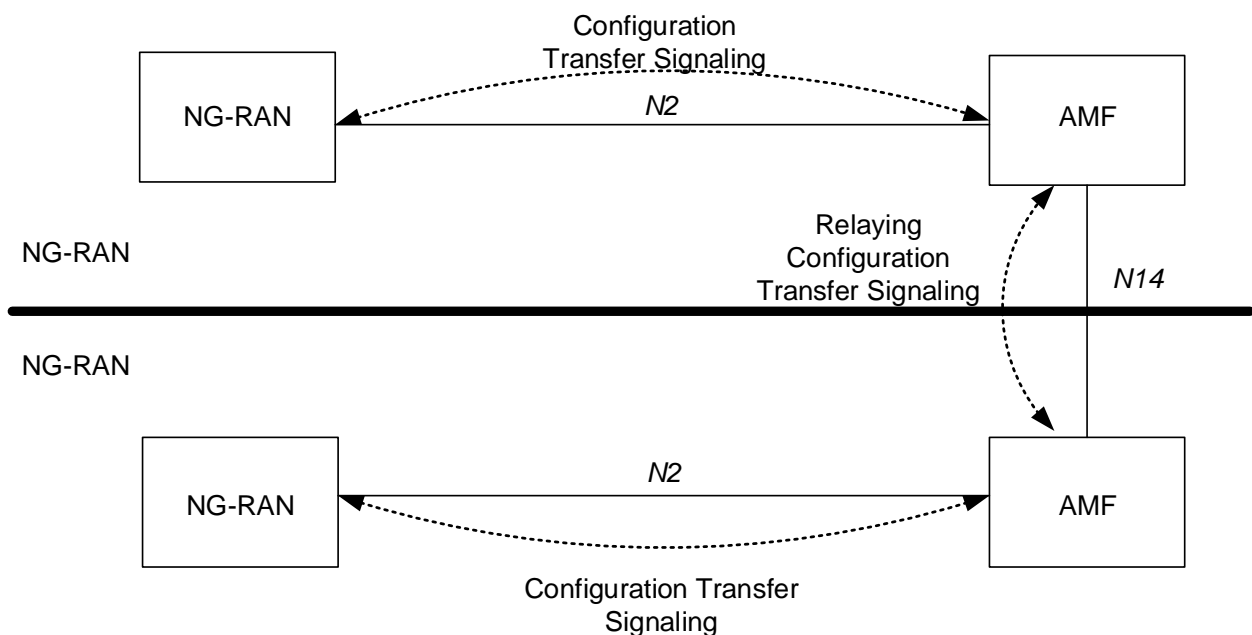 Configuration
Transfer Signaling
NG-RAN
N2
AMF
NG-RAN
Relaying
Configuration
Transfer Signaling
N14
NG-RAN
NG-RAN
N2
AMF
Configuration Transfer
Signaling